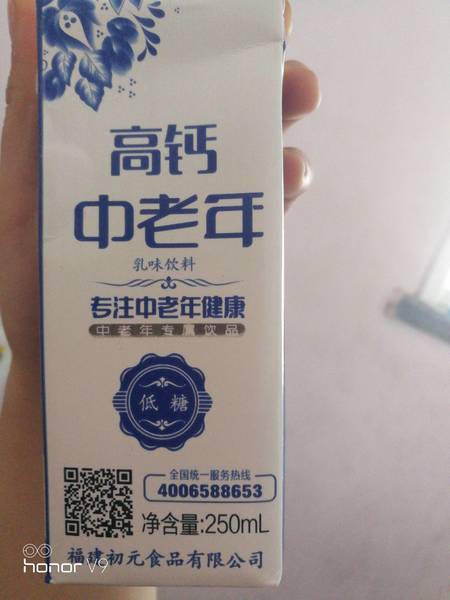 高钙
中老年
乳味饮料
专注中老年健康
中老年专属饮品
低糖
全国统一服务热线
4006588653
净含量:250mL
福建初元食品有限公司
honor V9